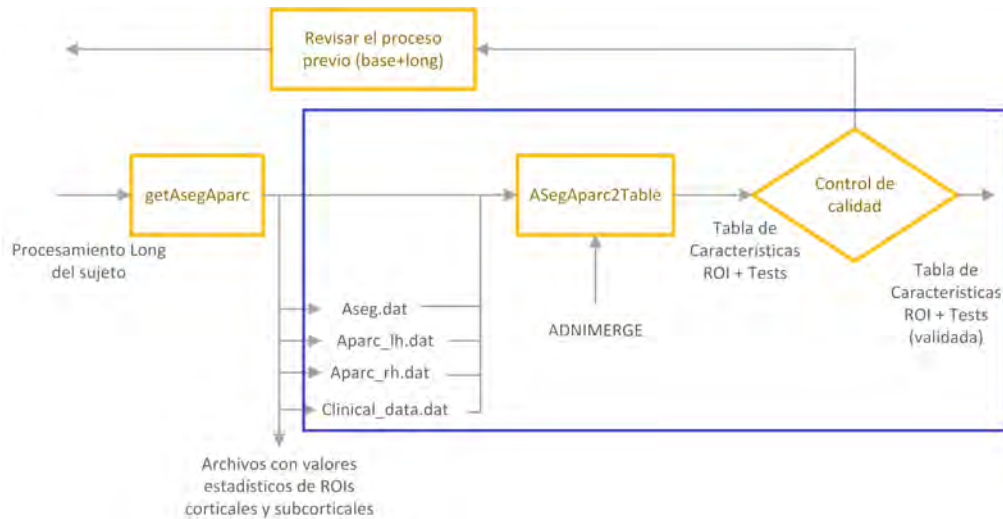 Revisar el proceso
previo (base+long)
getAsegAparc
ASegAparc2Table
Control de
calidad
Procesamiento Long
del sujeto
Tabla de
Características
ROI + Tests
Tabla de
Características
ROI + Tests
(validada)
Aseg.dat
Aparc_lh.dat
Aparc_rh.dat
Clinical_data.dat
ADNIMERGE
Archivos con valores
estadísticos de ROIs
corticales y subcorticales